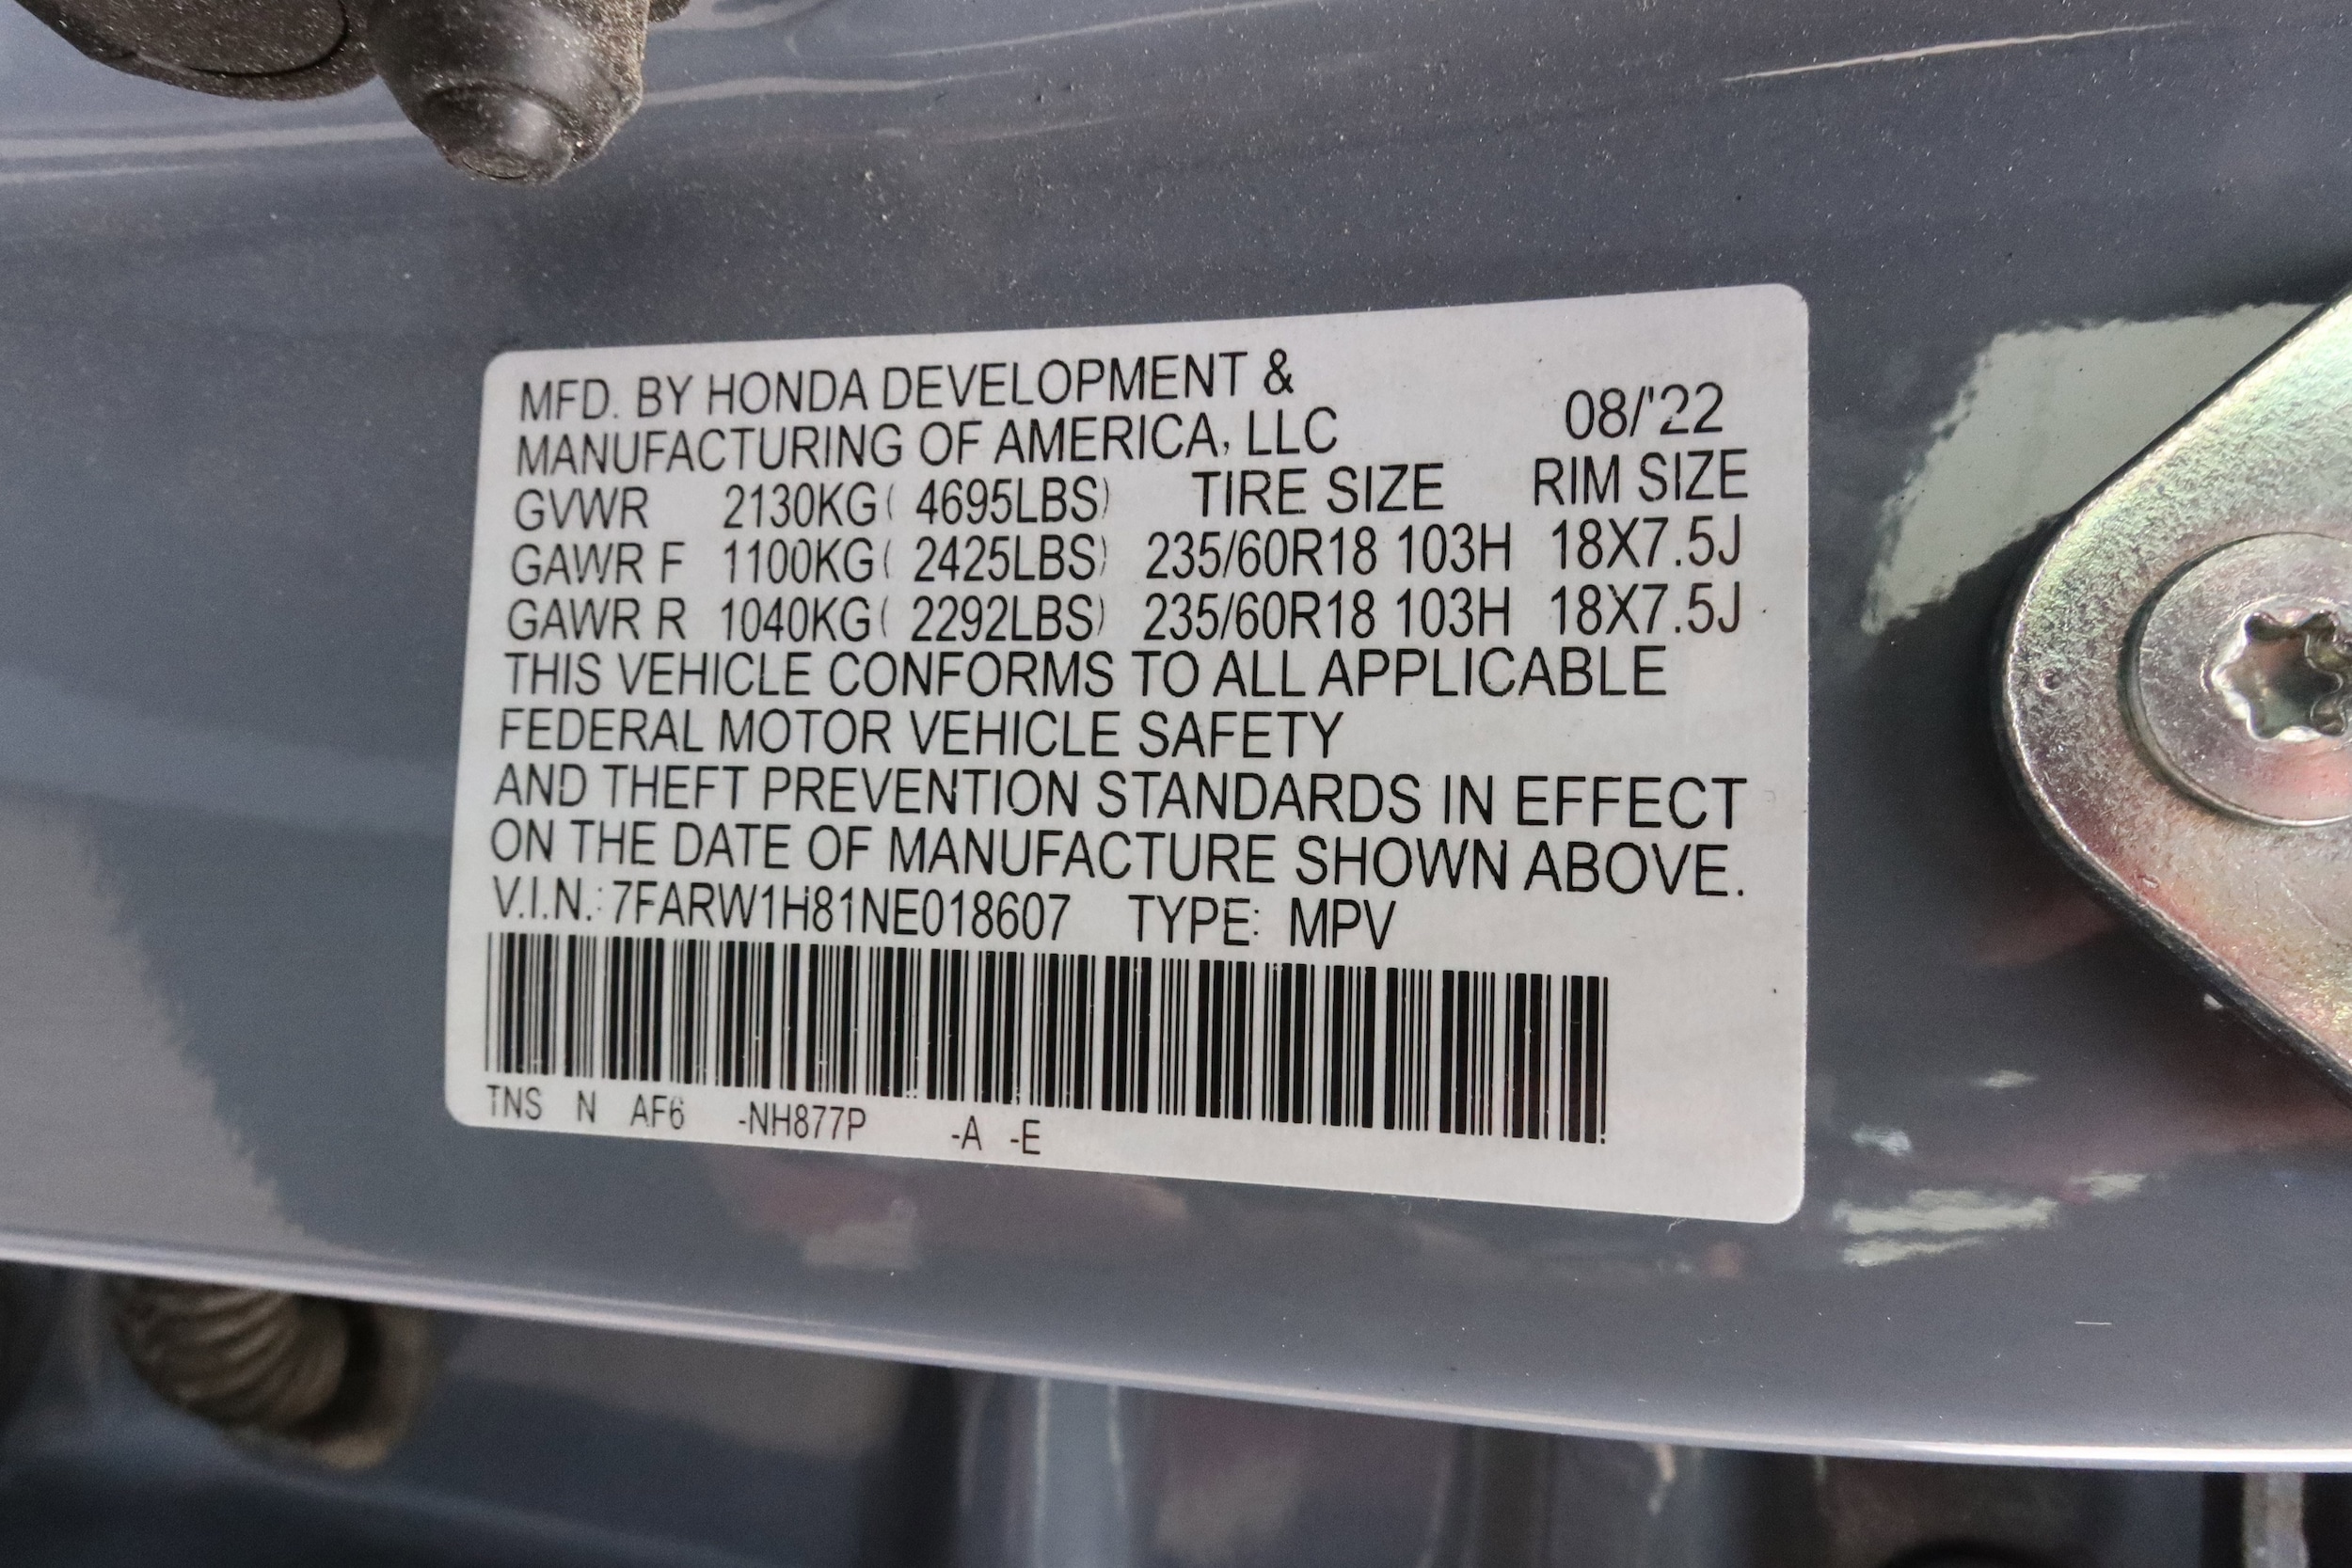 MFD. BY HONDA DEVELOPMENT &
MANUFACTURING OF AMERICA, LLC 08/'22
GVWR 2130KG( 4695LBS) TIRE SIZE RIM SIZE
GAWR F 1100KG( 2425LBS) 235/60R18 103H 18X7.5J
GAWR R 1040KG( 2292LBS) 235/60R18 103H 18X7.5J
THIS VEHICLE CONFORMS TO ALL APPLICABLE
FEDERAL MOTOR VEHICLE SAFETY
AND THEFT PREVENTION STANDARDS IN EFFECT
ON THE DATE OF MANUFACTURE SHOWN ABOVE.
V.I.N.: 7FARW1H81NE018607 TYPE: MPV
TNS N AF6 -NH877P -A -E